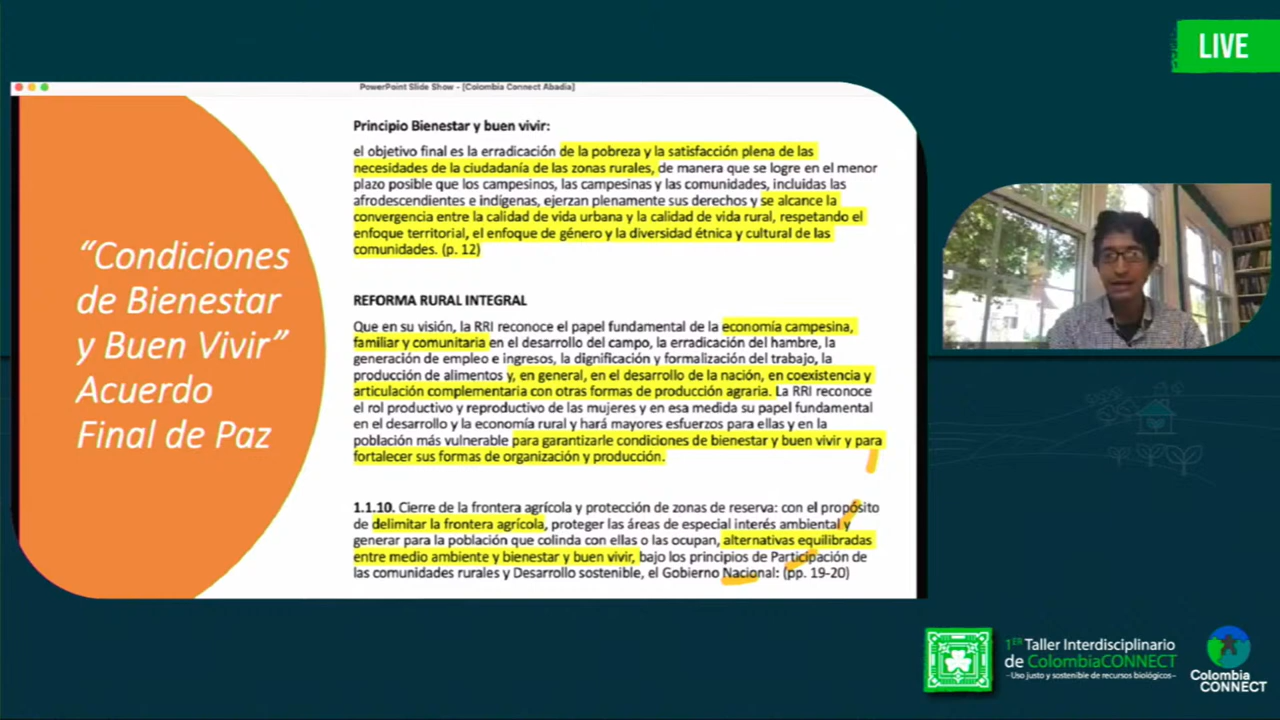 LIVE
PowerPoint Slide Show - [Colombia Connect Abadia]
“Condiciones
de Bienestar
y Buen Vivir”
Acuerdo
Final de Paz
Principio Bienestar y buen vivir:
el objetivo final es la erradicación de la pobreza y la satisfacción plena de las
necesidades de la ciudadanía de las zonas rurales, de manera que se logre en el menor
plazo posible que los campesinos, las campesinas y las comunidades, incluidas las
afrodescendientes e indígenas, ejerzan plenamente sus derechos y se alcance la
convergencia entre la calidad de vida urbana y la calidad de vida rural, respetando el
enfoque territorial, el enfoque de género y la diversidad étnica y cultural de las
comunidades. (p. 12)
REFORMA RURAL INTEGRAL
Que en su visión, la RRI reconoce el papel fundamental de la economía campesina,
familiar y comunitaria en el desarrollo del campo, la erradicación del hambre, la
generación de empleo e ingresos, la dignificación y formalización del trabajo, la
producción de alimentos y, en general, en el desarrollo de la nación, en coexistencia y
articulación complementaria con otras formas de producción agraria. La RRI reconoce
el rol productivo y reproductivo de las mujeres y en esa medida su papel fundamental
en el desarrollo y la economía rural y hará mayores esfuerzos para ellas y en la
población más vulnerable para garantizarle condiciones de bienestar y buen vivir y para
fortalecer sus formas de organización y producción.
1.1.10. Cierre de la frontera agrícola y protección de zonas de reserva: con el propósito
de delimitar la frontera agrícola, proteger las áreas de especial interés ambiental y
generar para la población que colinda con ellas o las ocupan, alternativas equilibradas
entre medio ambiente y bienestar y buen vivir, bajo los principios de Participación de
las comunidades rurales y Desarrollo sostenible, el Gobierno Nacional: (pp. 19-20)
1ER Taller Interdisciplinario
de ColombiaCONNECT
-Uso justo y sostenible de recursos biológicos-
Colombia
CONNECT